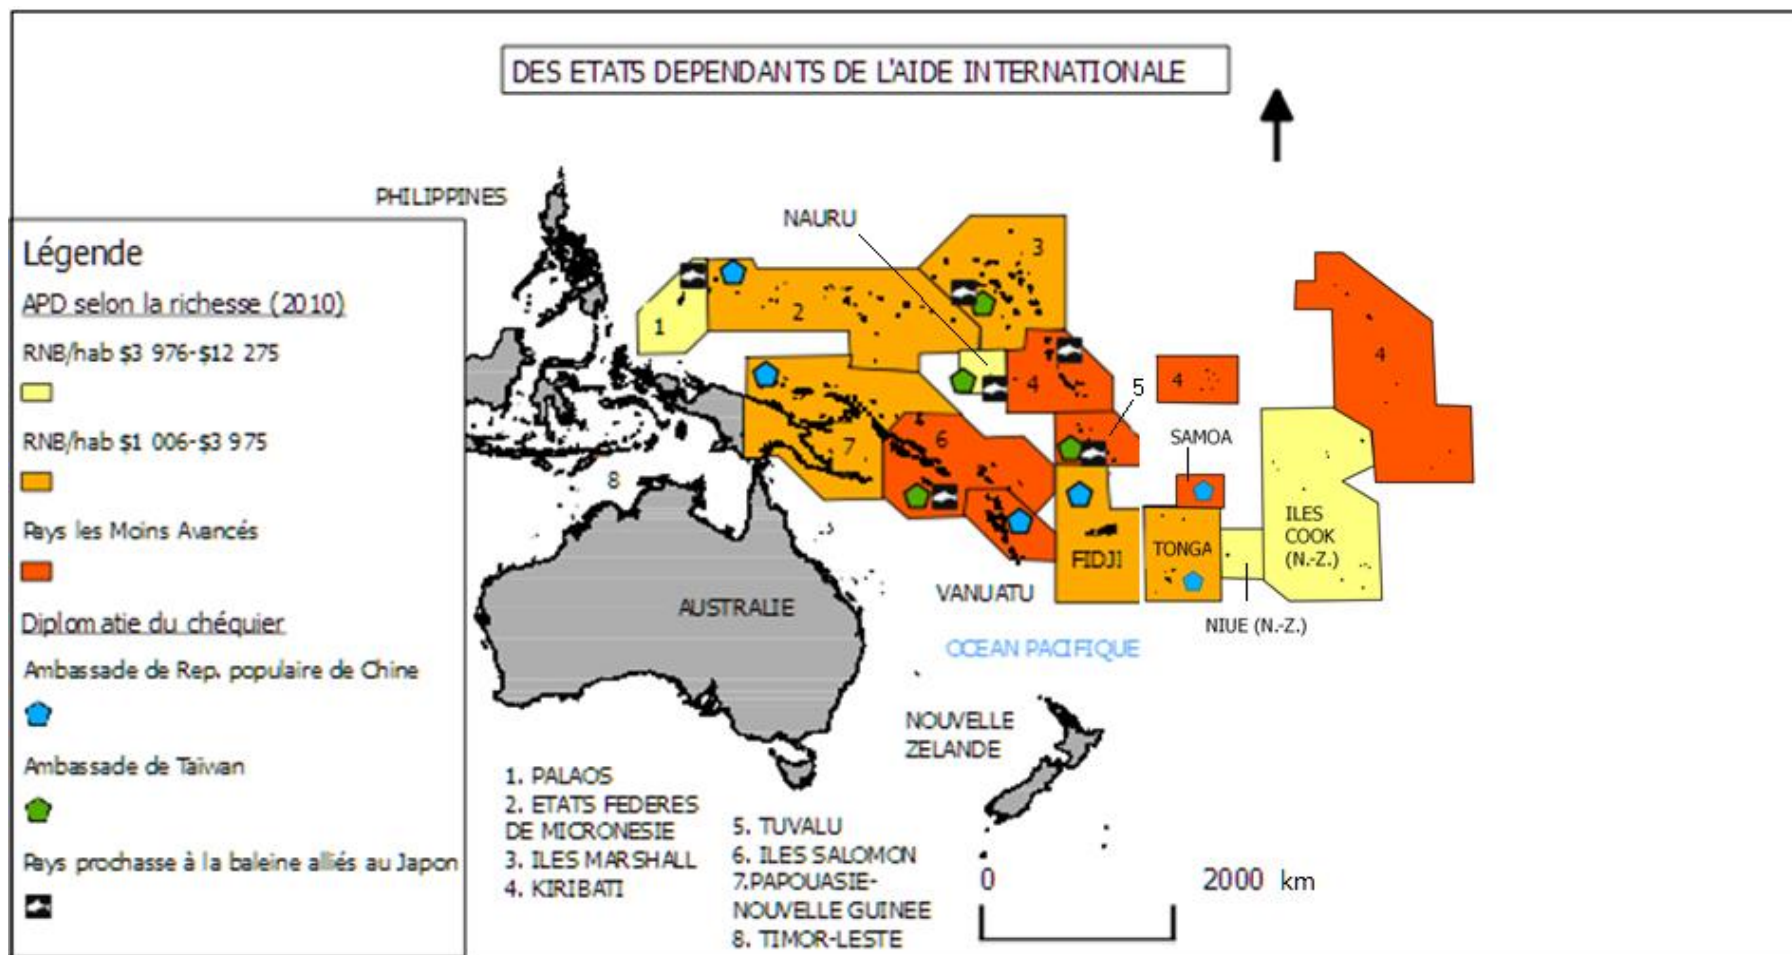 DES ETATS DEPENDANTS DE L'AIDE INTERNATIONALE
PHILIPPINES
NAURU
Légende
APD selon la richesse (2010)
RNB/hab $3 976-$12 275
RNB/hab $1 006-$3 975
Pays les Moins Avancés
Diplomatie du chéquier
Ambassade de Rep. populaire de Chine
Ambassade de Taïwan
Pays prochasse à la baleine alliés au Japon
1
2
3
4
4
4
5
6
7
8
SAMOA
ILES
COOK
(N.-Z.)
TONGA
FIDJI
VANUATU
NIUE (N.-Z.)
AUSTRALIE
OCEAN PACIFIQUE
NOUVELLE
ZELANDE
1. PALAOS
2. ETATS FEDERES
DE MICRONESIE
3. ILES MARSHALL
4. KIRIBATI
5. TUVALU
6. ILES SALOMON
7.PAPOUASIE-
NOUVELLE GUINEE
8. TIMOR-LESTE
0
2000 km